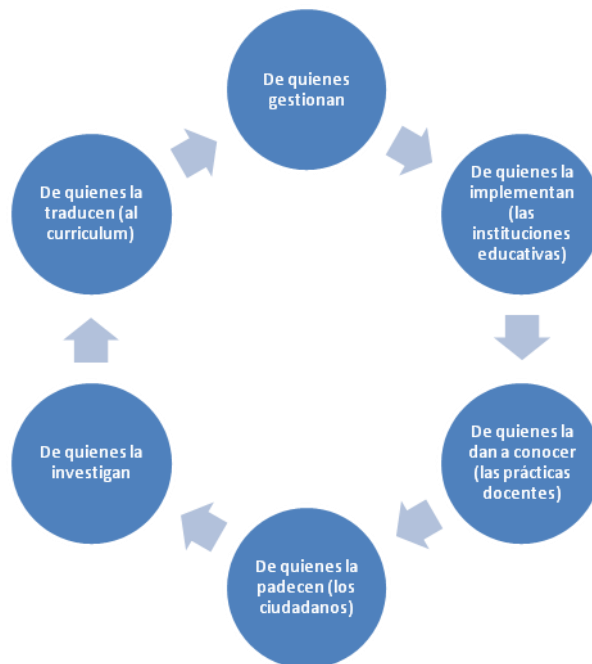 De quienes
gestionan
De quienes la
implementan
(las
instituciones
educativas)
De quienes la
dan a conocer
(las prácticas
docentes)
De quienes la
padecen (los
ciudadanos)
De quienes la
investigan
De quienes la
traducen (al
curriculum)